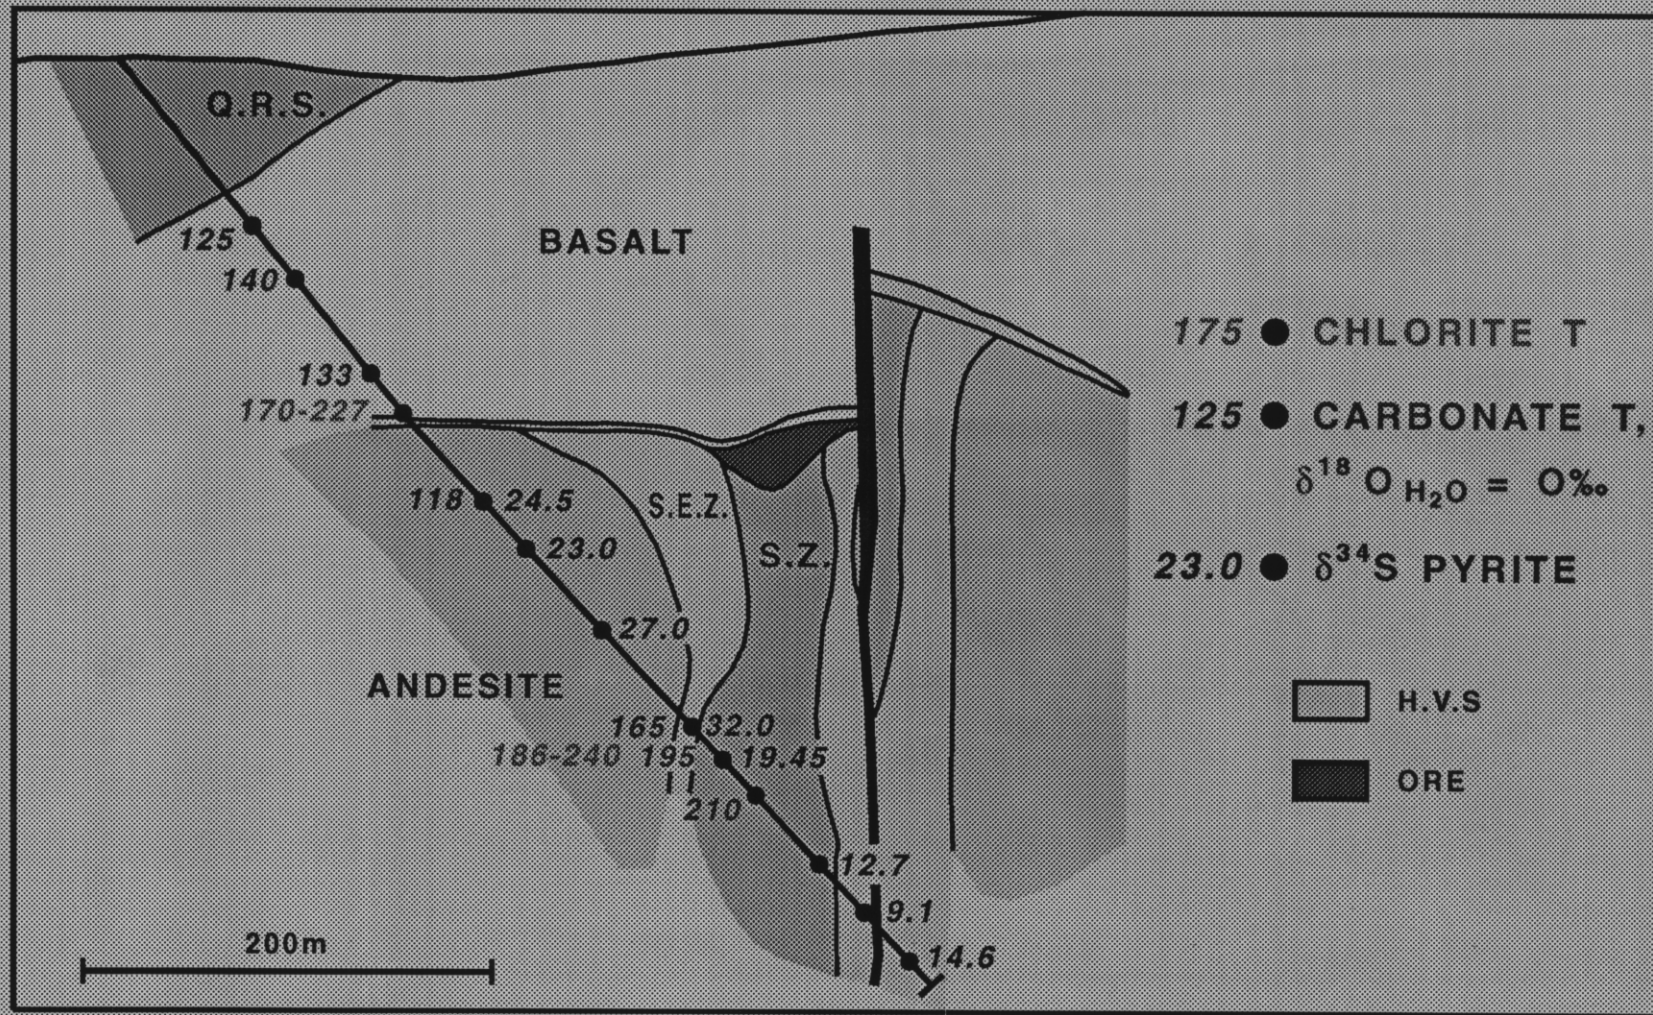 Q.R.S.
125
140
BASALT
133
170-227
118 24.5
S.E.Z.
23.0
S.Z.
27.0
ANDESITE
165 32.0
186-240 195 19.45
210
12.7
9.1
14.6
200m
175 ● CHLORITE T
125 ● CARBONATE T,
δ¹⁸O H₂O = 0‰
23.0 ● δ³⁴S PYRITE
H.V.S
ORE